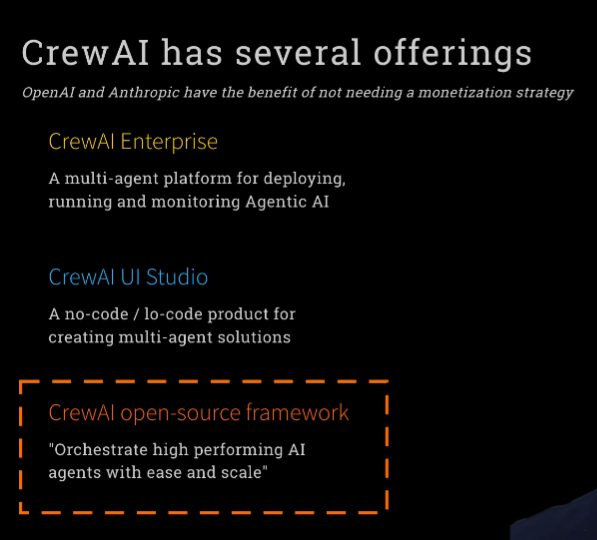 CrewAI has several offerings
OpenAI and Anthropic have the benefit of not needing a monetization strategy
CrewAI Enterprise
A multi-agent platform for deploying,
running and monitoring Agentic AI
CrewAI UI Studio
A no-code / lo-code product for
creating multi-agent solutions
CrewAI open-source framework
"Orchestrate high performing AI
agents with ease and scale"